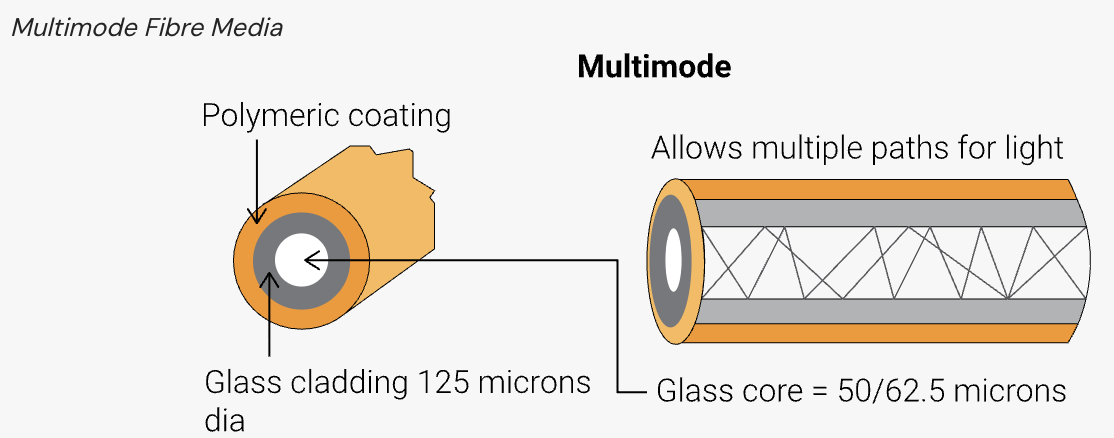 Multimode Fibre Media
Multimode
Polymeric coating
Allows multiple paths for light
Glass cladding 125 microns
dia
Glass core = 50/62.5 microns